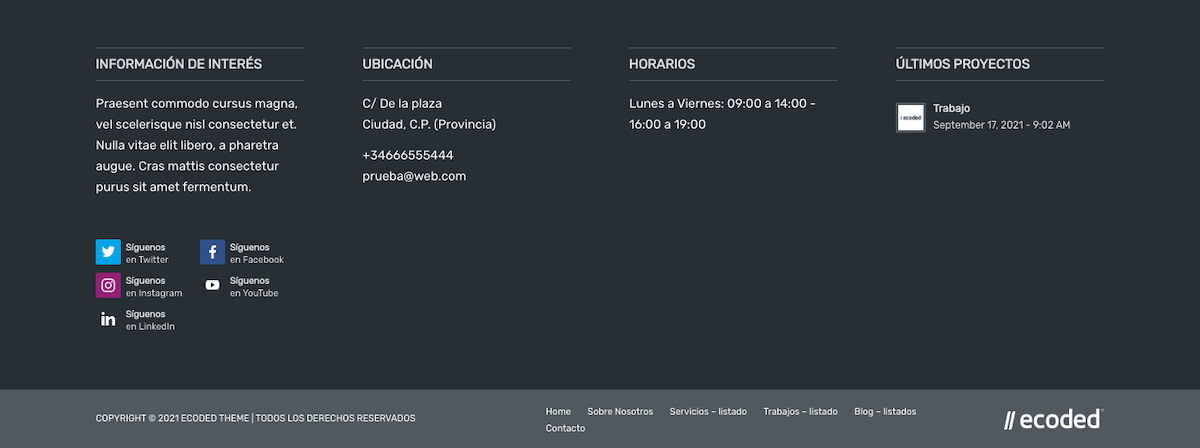 INFORMACIÓN DE INTERÉS
Praesent commodo cursus magna,
vel scelerisque nisl consectetur et.
Nulla vitae elit libero, a pharetra
augue. Cras mattis consectetur
purus sit amet fermentum.
Síguenos
en Twitter
Síguenos
en Facebook
Síguenos
en Instagram
Síguenos
en YouTube
Síguenos
en LinkedIn
UBICACIÓN
C/ De la plaza
Ciudad, C.P. (Provincia)
+34666555444
prueba@web.com
HORARIOS
Lunes a Viernes: 09:00 a 14:00 -
16:00 a 19:00
ÚLTIMOS PROYECTOS
//ecoded
Trabajo
September 17, 2021 - 9:02 AM
COPYRIGHT © 2021 ECODED THEME | TODOS LOS DERECHOS RESERVADOS
Home Sobre Nosotros Servicios – listado Trabajos – listado Blog – listados
Contacto
//ecoded